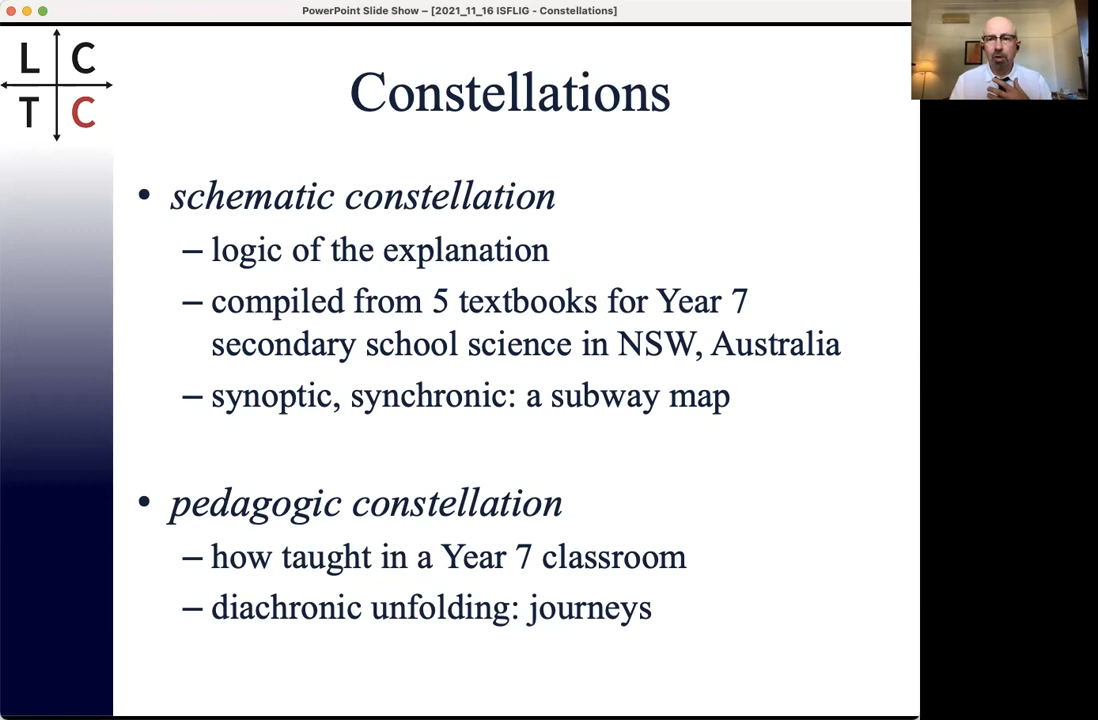 PowerPoint Slide Show – [2021_11_16 ISFLIG - Constellations]
L C
T C
Constellations
• schematic constellation
– logic of the explanation
– compiled from 5 textbooks for Year 7
secondary school science in NSW, Australia
– synoptic, synchronic: a subway map
• pedagogic constellation
– how taught in a Year 7 classroom
– diachronic unfolding: journeys